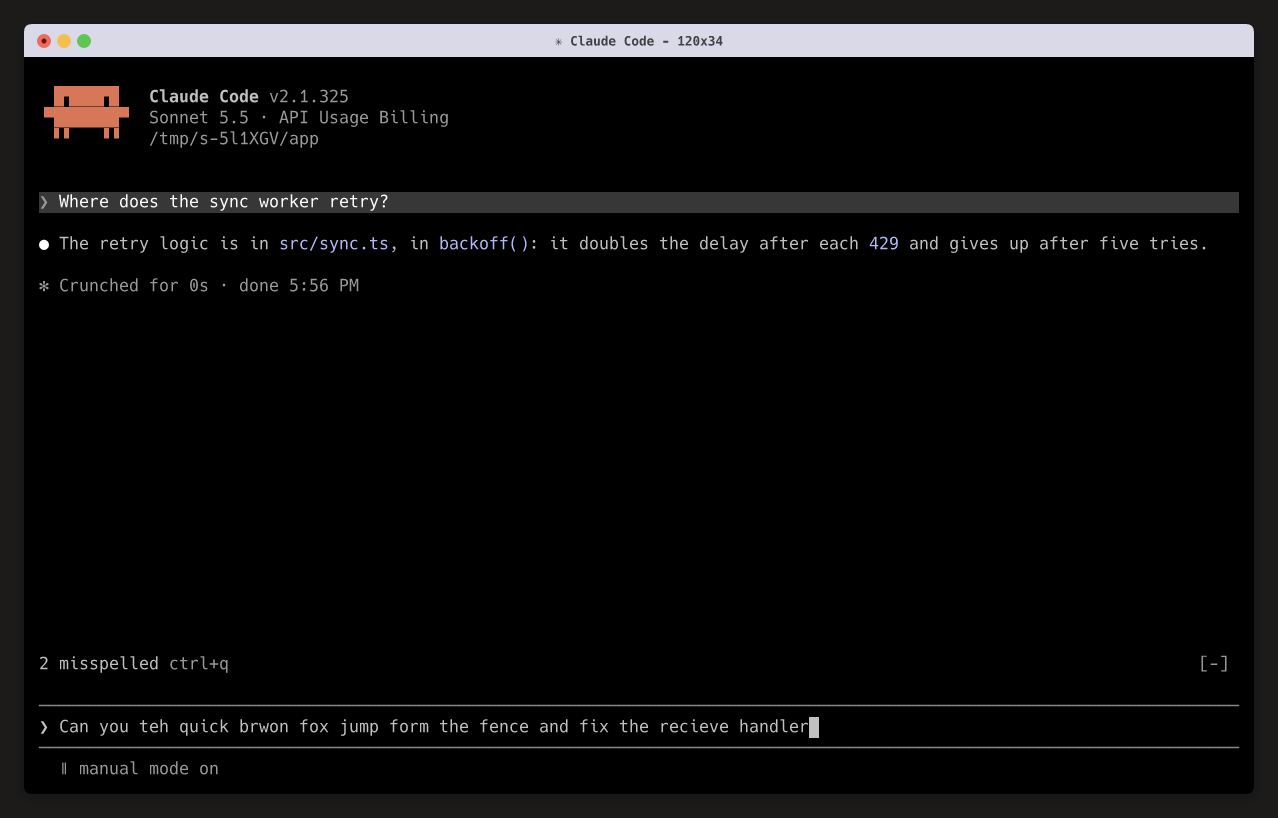 ✳ Claude Code – 120x34
Claude Code v2.1.325
Sonnet 5.5 · API Usage Billing
/tmp/s-5l1XGV/app
❯ Where does the sync worker retry?
● The retry logic is in src/sync.ts, in backoff(): it doubles the delay after each 429 and gives up after five tries.
✻ Crunched for 0s · done 5:56 PM
2 misspelled ctrl+q [-]
❯ Can you teh quick brwon fox jump form the fence and fix the recieve handler
⏸ manual mode on